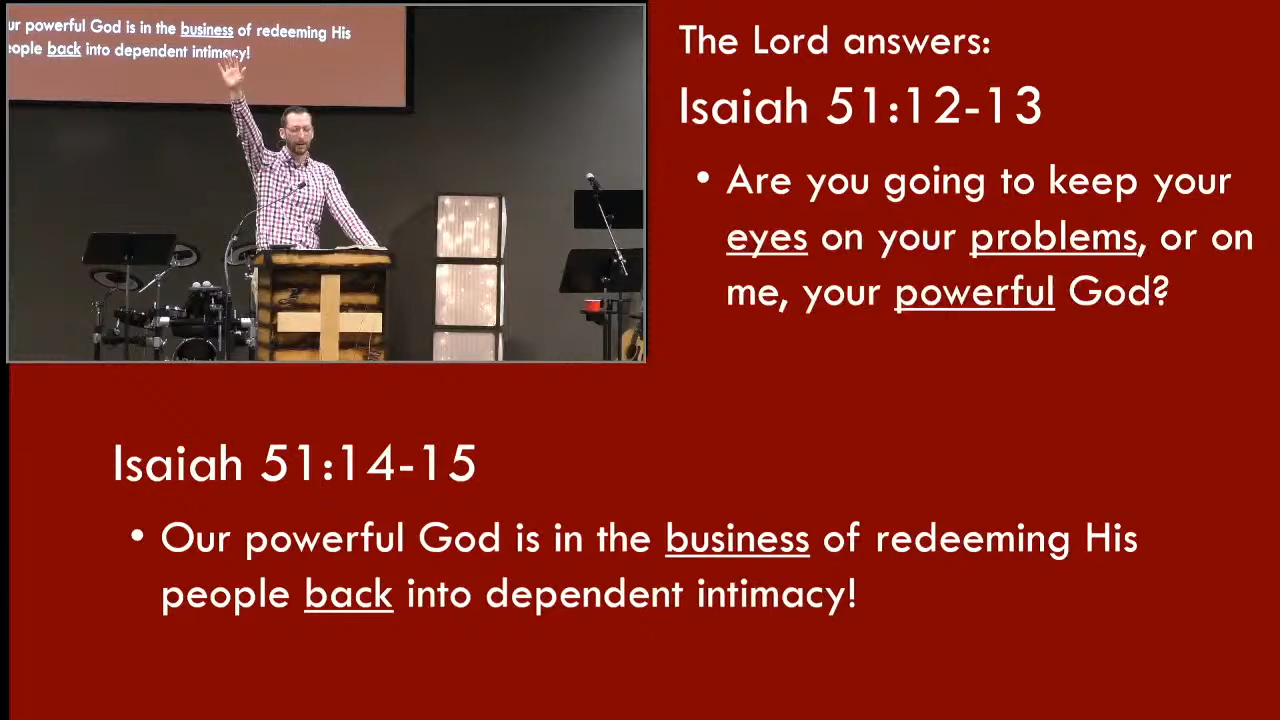 ur powerful God is in the business of redeeming His
eople back into dependent intimacy!
The Lord answers:
Isaiah 51:12-13
• Are you going to keep your
eyes on your problems, or on
me, your powerful God?
Isaiah 51:14-15
• Our powerful God is in the business of redeeming His
people back into dependent intimacy!